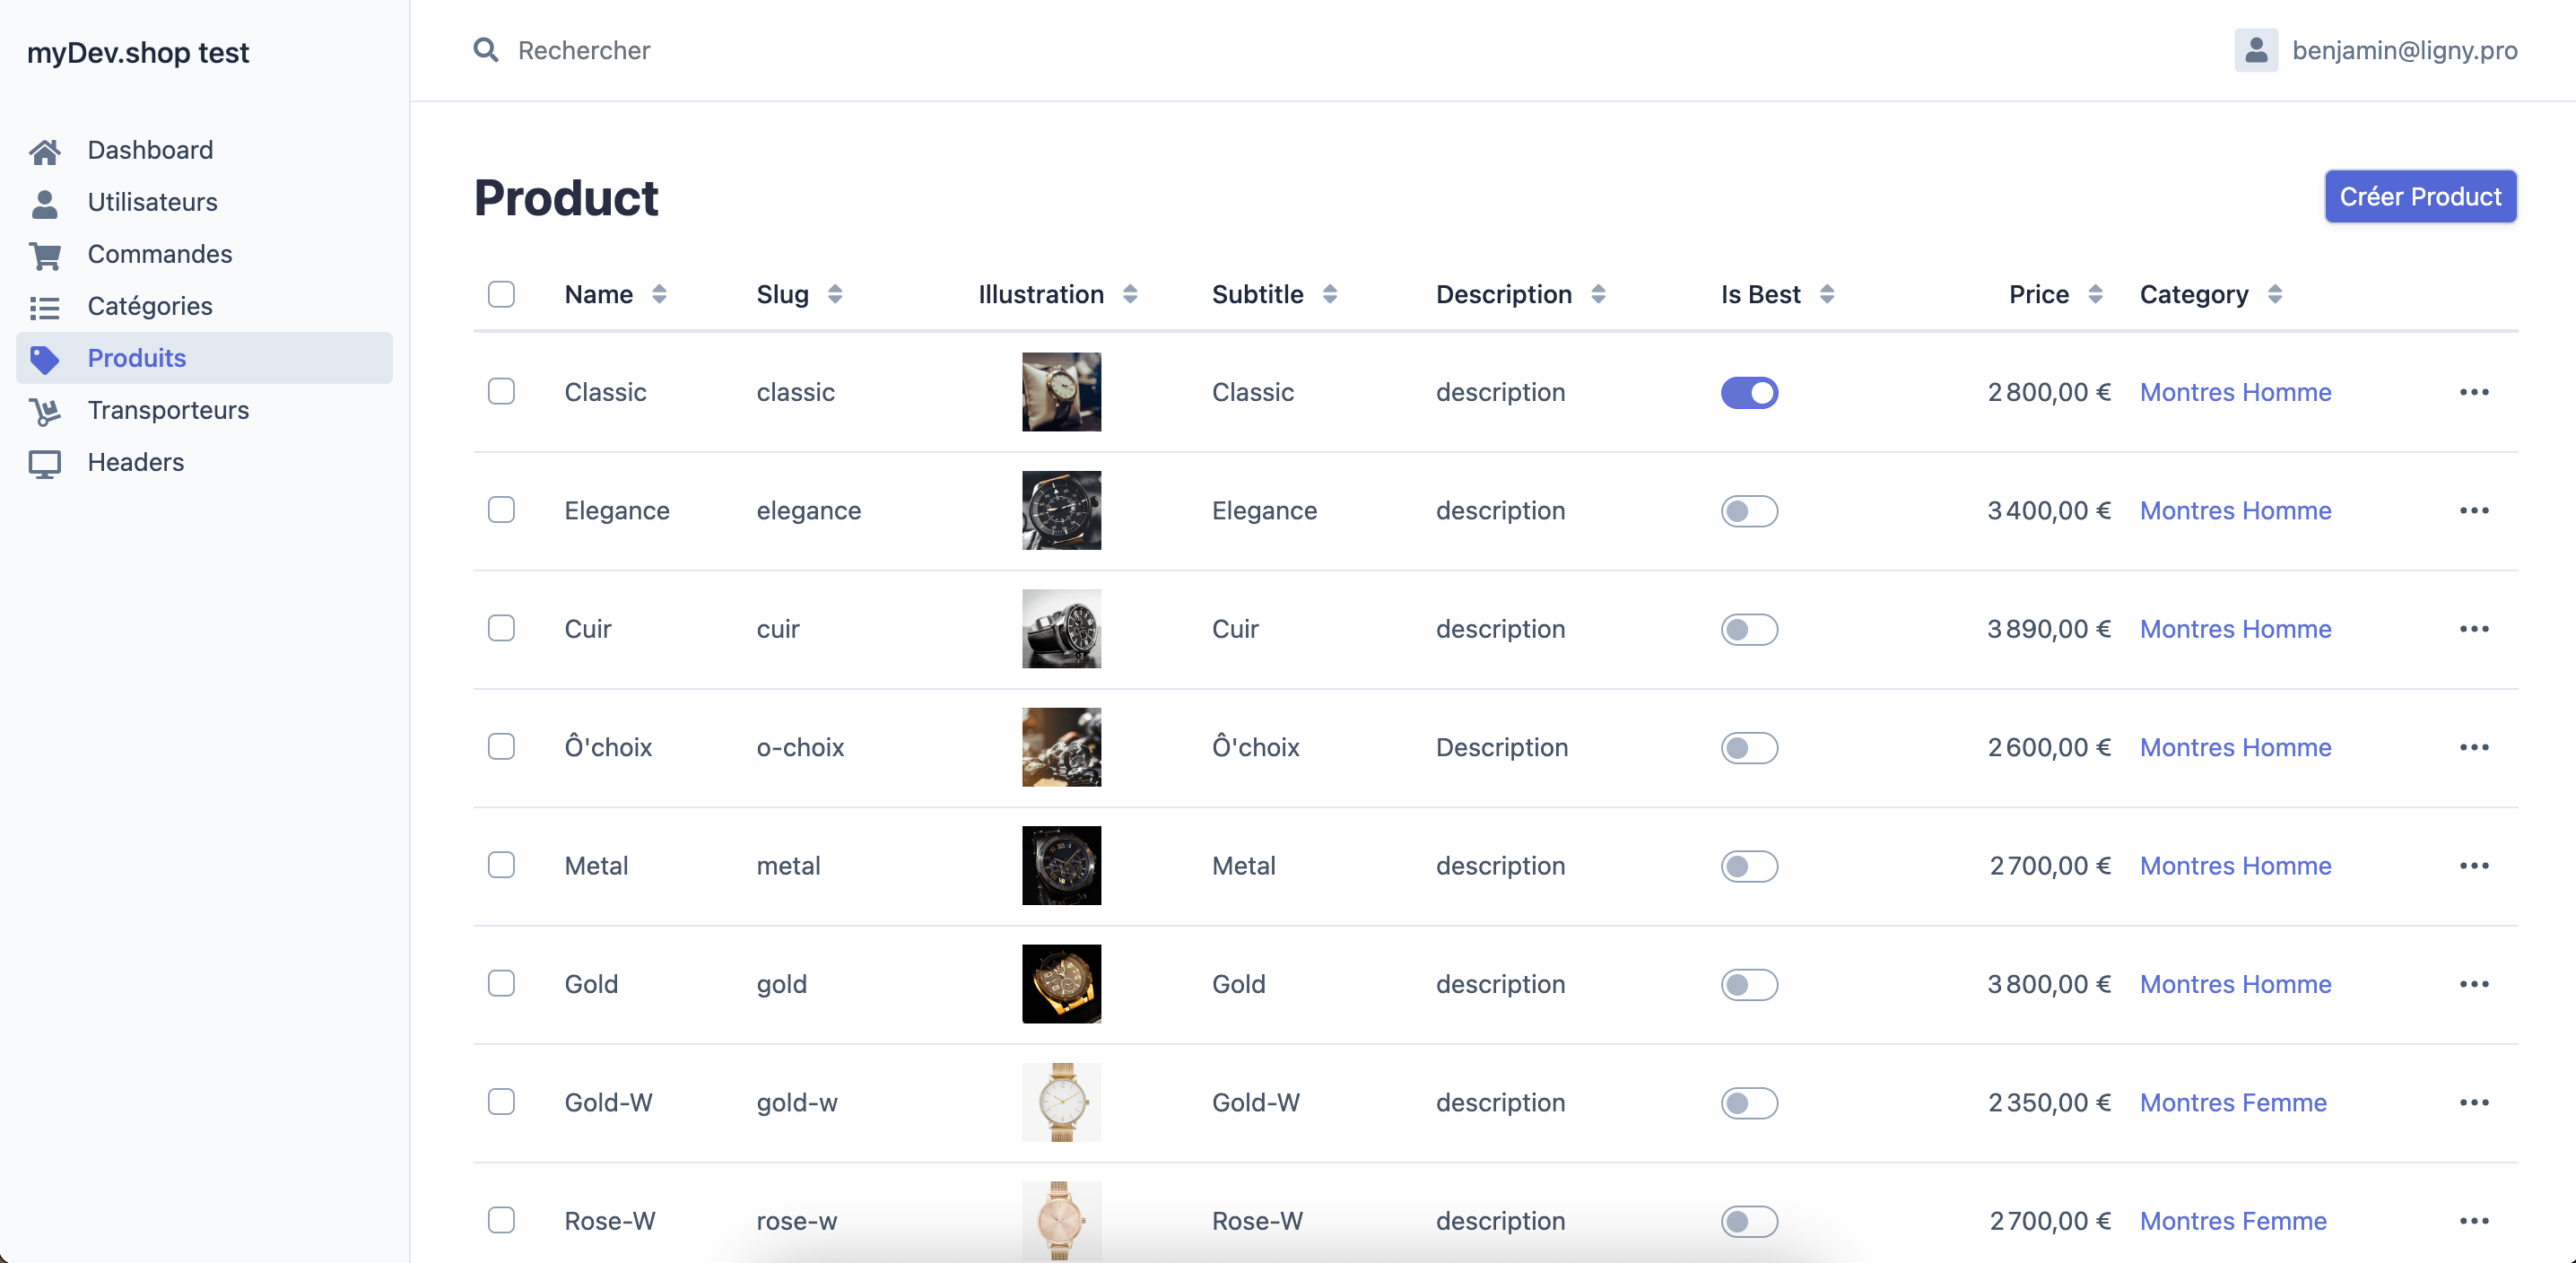 myDev.shop test
Rechercher
benjamin@ligny.pro
Dashboard
Utilisateurs
Commandes
Catégories
Produits
Transporteurs
Headers
Product
Créer Product
Name Slug Illustration Subtitle Description Is Best Price Category
Classic classic Classic description 2 800,00 € Montres Homme
Elegance elegance Elegance description 3 400,00 € Montres Homme
Cuir cuir Cuir description 3 890,00 € Montres Homme
Ô'choix o-choix Ô'choix Description 2 600,00 € Montres Homme
Metal metal Metal description 2 700,00 € Montres Homme
Gold gold Gold description 3 800,00 € Montres Homme
Gold-W gold-w Gold-W description 2 350,00 € Montres Femme
Rose-W rose-w Rose-W description 2 700,00 € Montres Femme